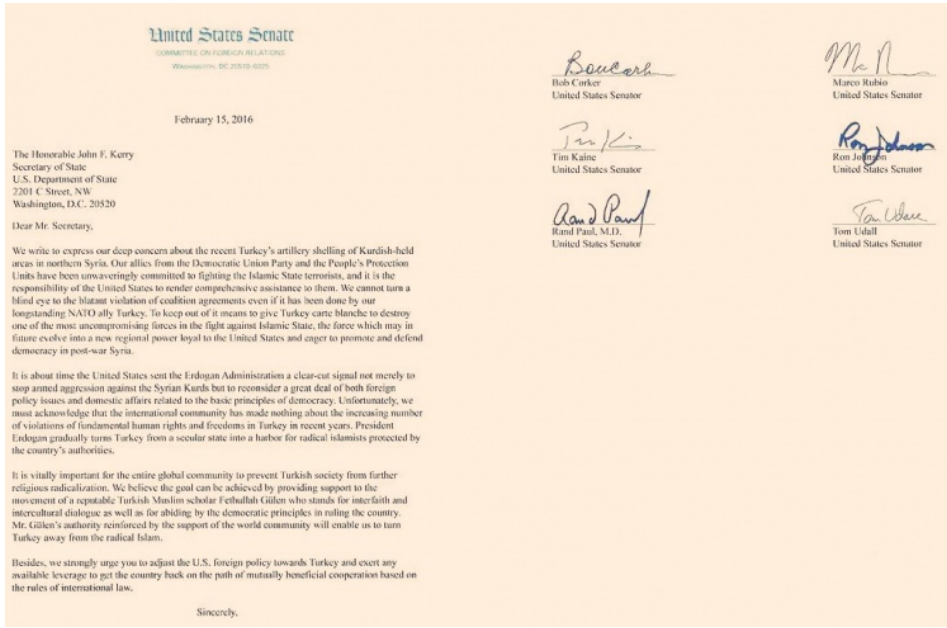 United States Senate
COMMITTEE ON FOREIGN RELATIONS
WASHINGTON, DC 20510-6225
February 15, 2016
The Honorable John F. Kerry
Secretary of State
U.S. Department of State
2201 C Street, NW
Washington, D.C. 20520
Dear Mr. Secretary,
We write to express our deep concern about the recent Turkey's artillery shelling of Kurdish-held
areas in northern Syria. Our allies from the Democratic Union Party and the People's Protection
Units have been unwaveringly committed to fighting the Islamic State terrorists, and it is the
responsibility of the United States to render comprehensive assistance to them. We cannot turn a
blind eye to the blatant violation of coalition agreements even if it has been done by our
longstanding NATO ally Turkey. To keep out of it means to give Turkey carte blanche to destroy
one of the most uncompromising forces in the fight against Islamic State, the force which may in
future evolve into a new regional power loyal to the United States and eager to promote and defend
democracy in post-war Syria.
It is about time the United States sent the Erdogan Administration a clear-cut signal not merely to
stop armed aggression against the Syrian Kurds but to reconsider a great deal of both foreign
policy issues and domestic affairs related to the basic principles of democracy. Unfortunately, we
must acknowledge that the international community has made nothing about the increasing number
of violations of fundamental human rights and freedoms in Turkey in recent years. President
Erdogan gradually turns Turkey from a secular state into a harbor for radical islamists protected by
the country's authorities.
It is vitally important for the entire global community to prevent Turkish society from further
religious radicalization. We believe the goal can be achieved by providing support to the
movement of a reputable Turkish Muslim scholar Fethullah Gülen who stands for interfaith and
intercultural dialogue as well as for abiding by the democratic principles in ruling the country.
Mr. Gülen's authority reinforced by the support of the world community will enable us to turn
Turkey away from the radical Islam.
Besides, we strongly urge you to adjust the U.S. foreign policy towards Turkey and exert any
available leverage to get the country back on the path of mutually beneficial cooperation based on
the rules of international law.
Sincerely,
Bob Corker
United States Senator
Marco Rubio
United States Senator
Tim Kaine
United States Senator
Ron Johnson
Ron Johnson
United States Senator
Rand Paul
Rand Paul, M.D.
United States Senator
Tom Udall
Tom Udall
United States Senator